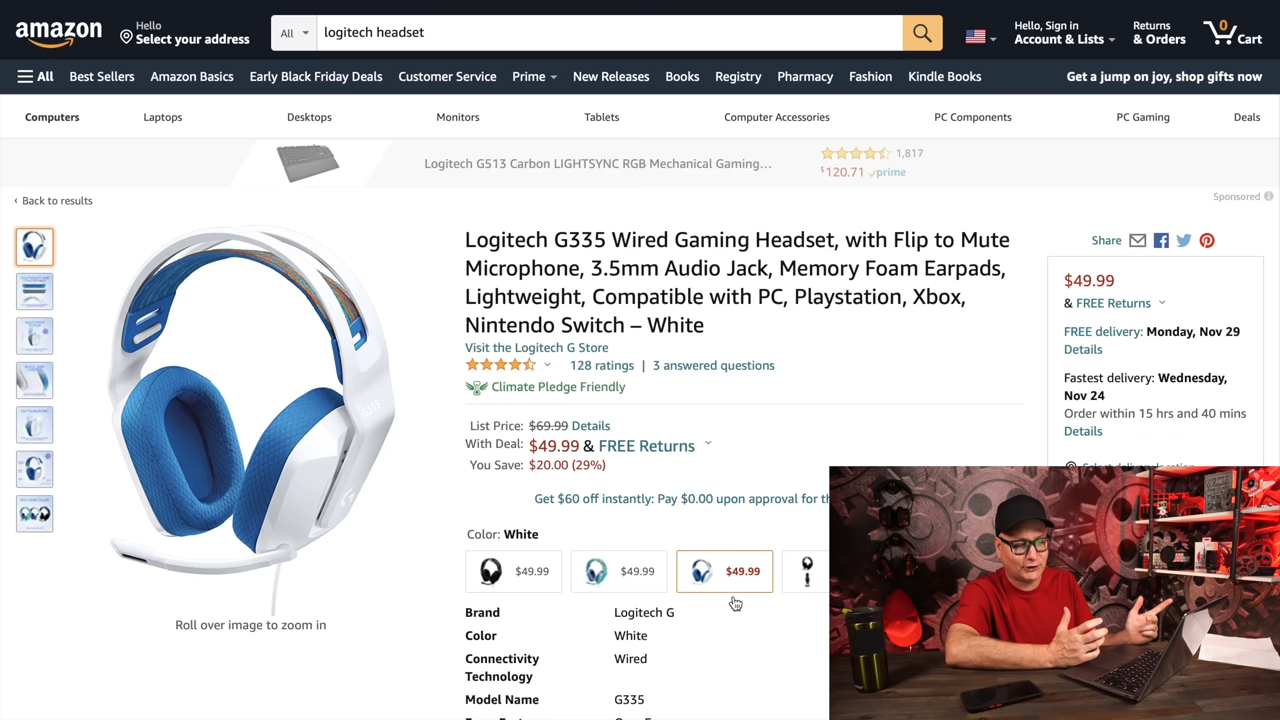 amazon
Hello
Select your address
All
logitech headset
Hello, Sign in
Account & Lists
Returns
& Orders
0
Cart
All
Best Sellers
Amazon Basics
Early Black Friday Deals
Customer Service
Prime
New Releases
Books
Registry
Pharmacy
Fashion
Kindle Books
Get a jump on joy, shop gifts now
Computers
Laptops
Desktops
Monitors
Tablets
Computer Accessories
PC Components
PC Gaming
Deals
Logitech G513 Carbon LIGHTSYNC RGB Mechanical Gaming...
1,817
$120.71 prime
Sponsored
‹ Back to results
Logitech G335 Wired Gaming Headset, with Flip to Mute
Microphone, 3.5mm Audio Jack, Memory Foam Earpads,
Lightweight, Compatible with PC, Playstation, Xbox,
Nintendo Switch – White
Visit the Logitech G Store
128 ratings | 3 answered questions
Climate Pledge Friendly
List Price: $69.99 Details
With Deal: $49.99 & FREE Returns
You Save: $20.00 (29%)
Get $60 off instantly: Pay $0.00 upon approval for
Color: White
$49.99
$49.99
$49.99
Brand Logitech G
Color White
Connectivity Wired
Technology
Model Name G335
G335
Roll over image to zoom in
Share
$49.99
& FREE Returns
FREE delivery: Monday, Nov 29
Details
Fastest delivery: Wednesday,
Nov 24
Order within 15 hrs and 40 mins
Details